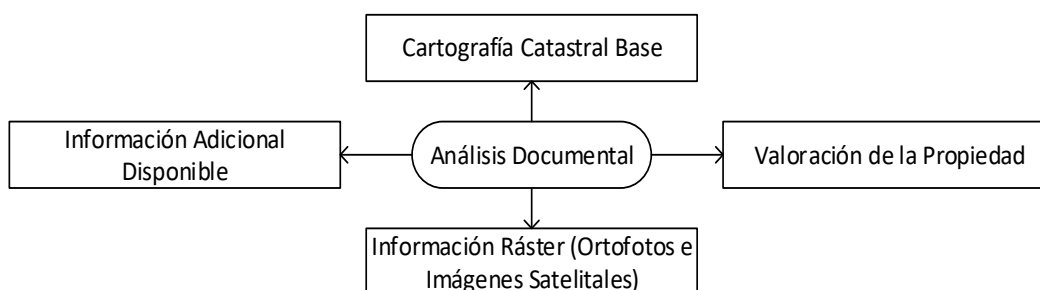 Cartografía Catastral Base
Información Adicional
Disponible
Análisis Documental
Valoración de la Propiedad
Información Ráster (Ortofotos e
Imágenes Satelitales)